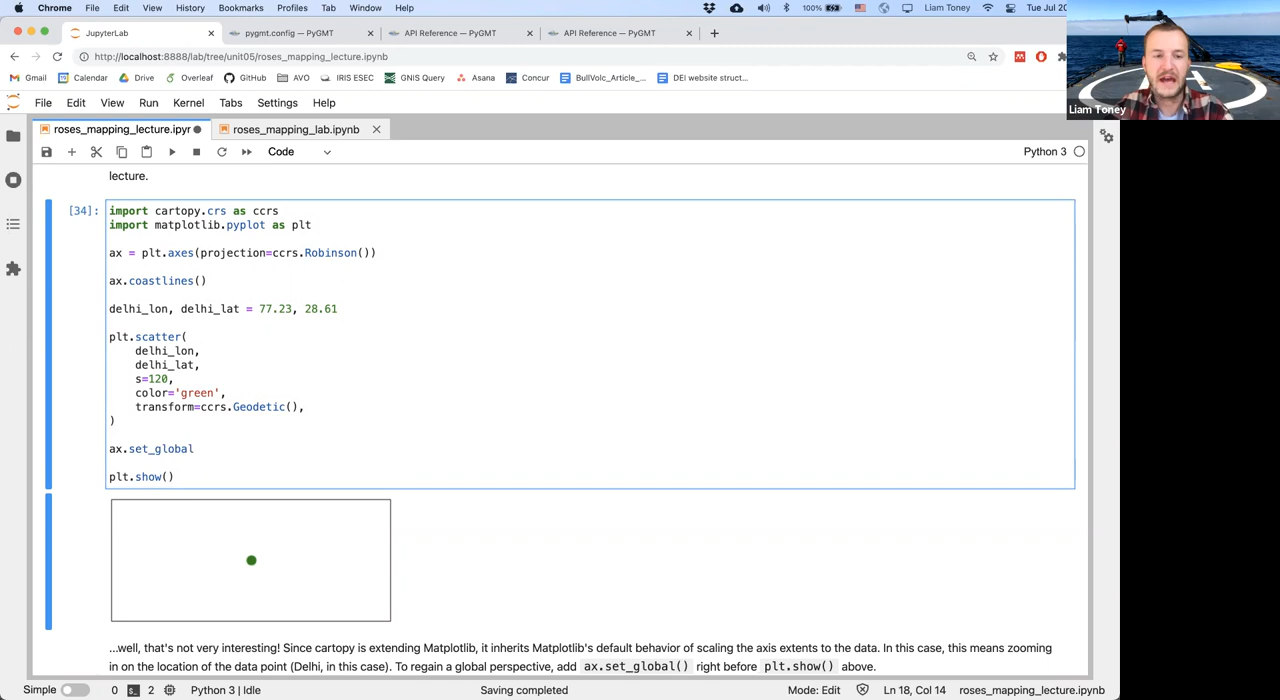 Chrome File Edit View History Bookmarks Profiles Tab Window Help 100% Liam Toney Tue Jul 20
JupyterLab pygmt.config — PyGMT API Reference — PyGMT API Reference — PyGMT
http://localhost:8888/lab/tree/unit05/roses_mapping_lecture.ipynb
Gmail Calendar Drive Overleaf GitHub AVO IRIS ESEC GNIS Query Asana Concur BullVolc_Article_... DEI website struct...
Liam Toney
File Edit View Run Kernel Tabs Settings Help
roses_mapping_lecture.ipyr roses_mapping_lab.ipynb
Code Python 3
lecture.
[34]: import cartopy.crs as ccrs
import matplotlib.pyplot as plt
ax = plt.axes(projection=ccrs.Robinson())
ax.coastlines()
delhi_lon, delhi_lat = 77.23, 28.61
plt.scatter(
delhi_lon,
delhi_lat,
s=120,
color='green',
transform=ccrs.Geodetic(),
)
ax.set_global
plt.show()
...well, that's not very interesting! Since cartopy is extending Matplotlib, it inherits Matplotlib's default behavior of scaling the axis extents to the data. In this case, this means zooming
in on the location of the data point (Delhi, in this case). To regain a global perspective, add ax.set_global() right before plt.show() above.
Simple 0 2 Python 3 | Idle Saving completed Mode: Edit Ln 18, Col 14 roses_mapping_lecture.ipynb